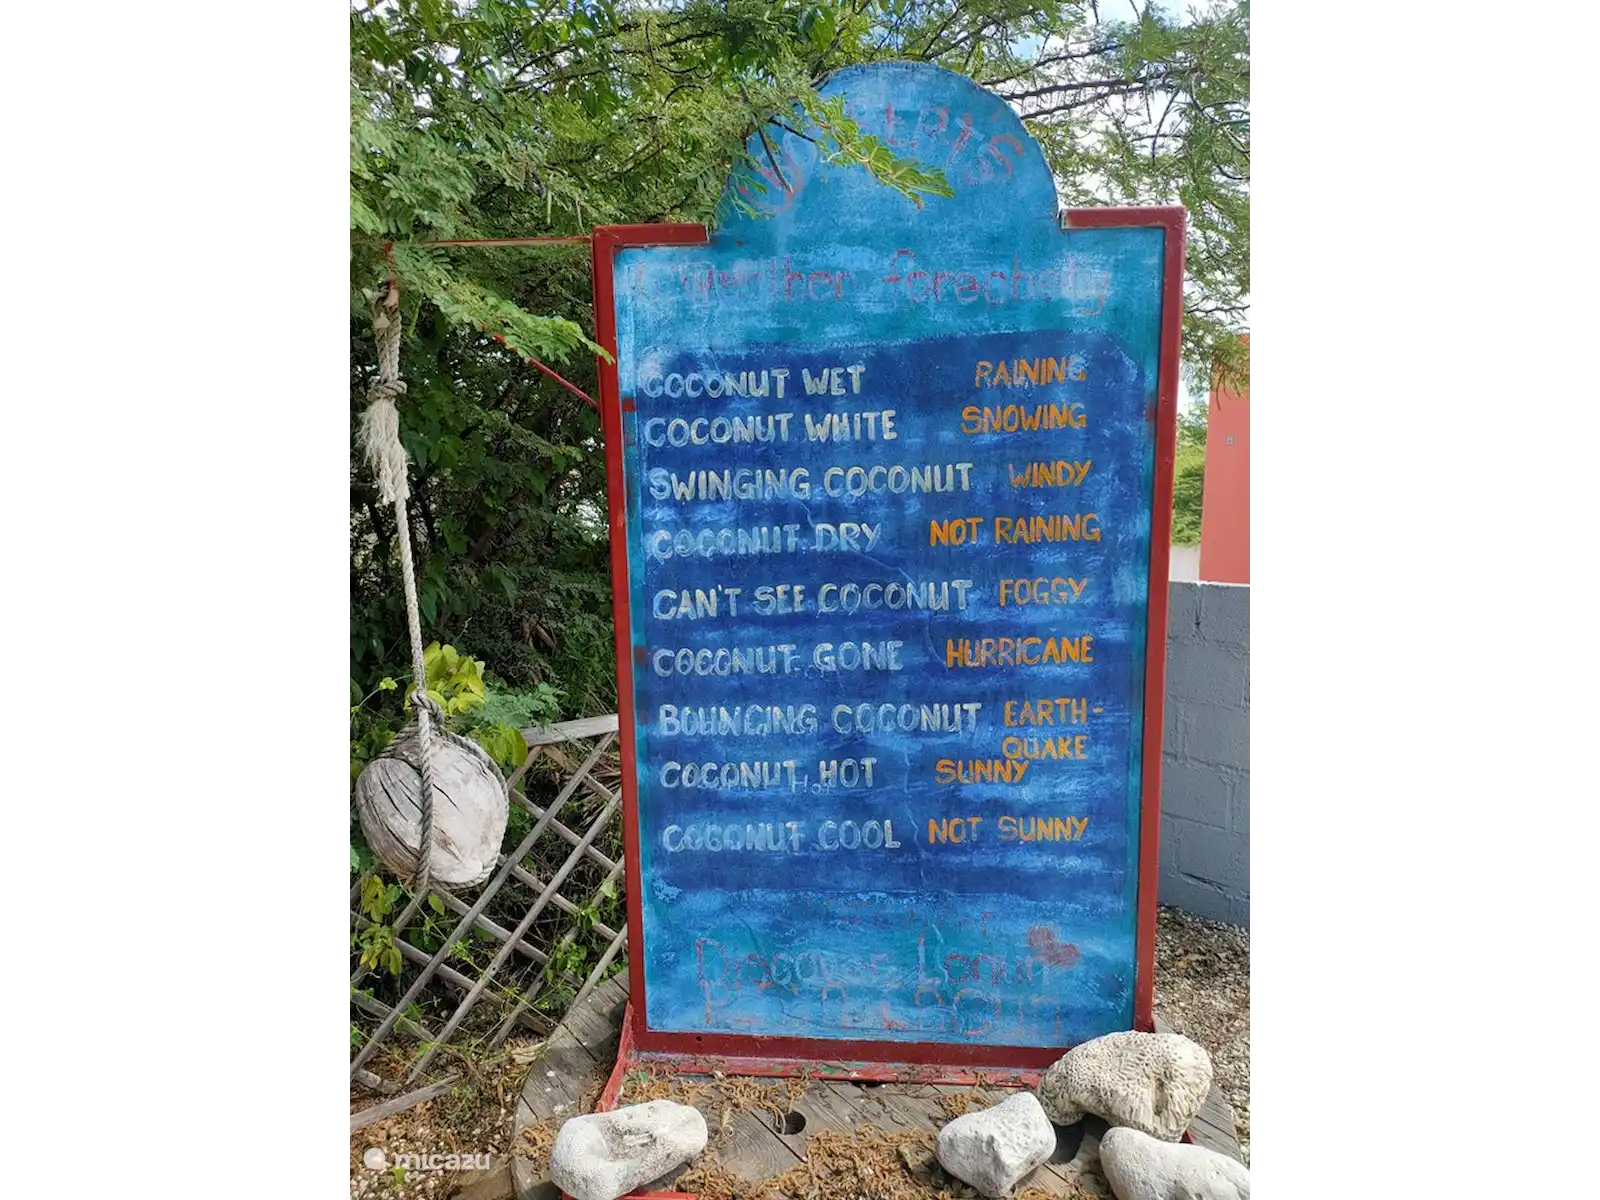 weather forecast
COCONUT WET RAINING
COCONUT WHITE SNOWING
SWINGING COCONUT WINDY
COCONUT DRY NOT RAINING
CAN'T SEE COCONUT FOGGY
COCONUT GONE HURRICANE
BOUNCING COCONUT EARTH-
QUAKE
COCONUT HOT SUNNY
Hot
COCONUT COOL NOT SUNNY
micazu